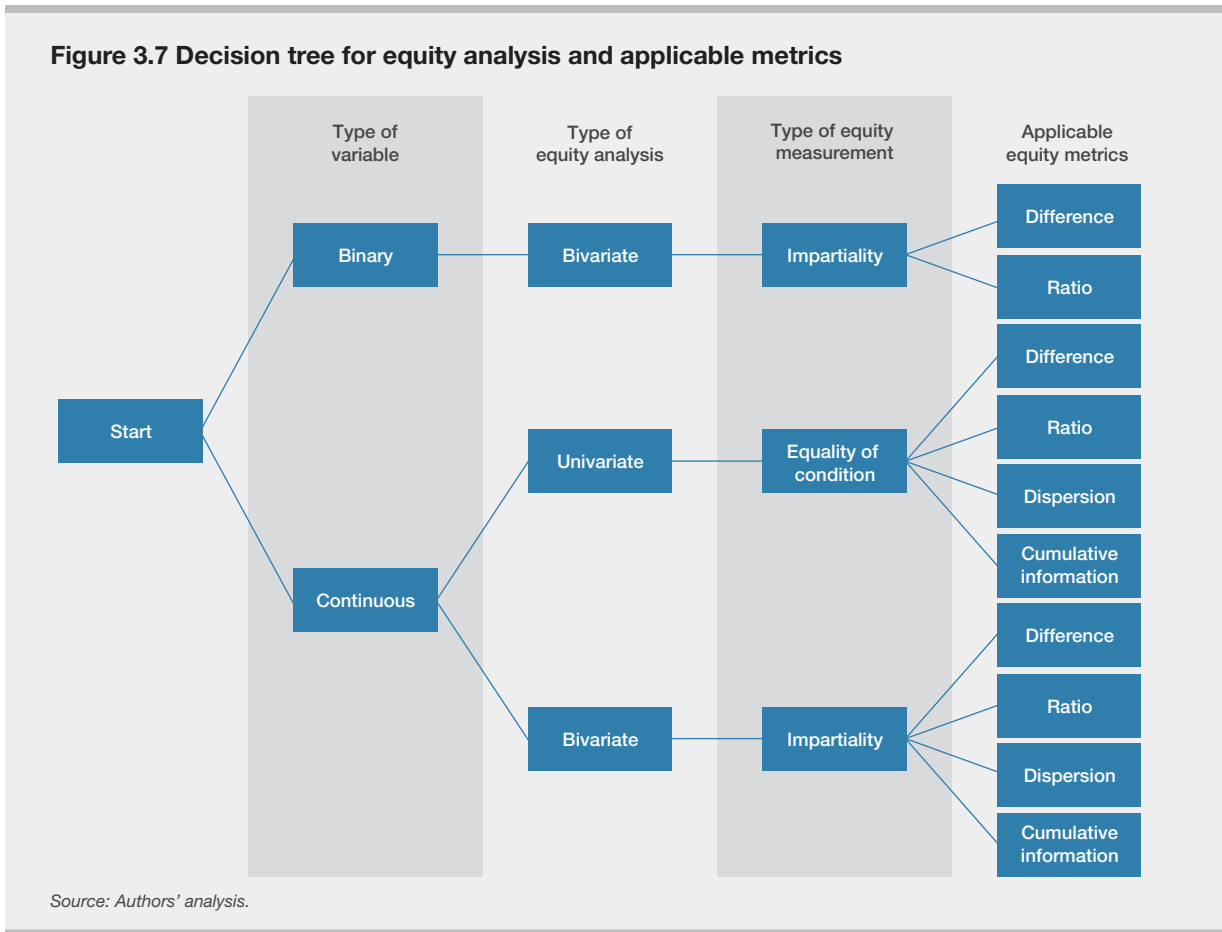 Figure 3.7 Decision tree for equity analysis and applicable metrics
Type of
variable
Type of
equity analysis
Type of equity
measurement
Applicable
equity metrics
Start
Binary
Bivariate
Impartiality
Difference
Ratio
Continuous
Univariate
Equality of
condition
Difference
Ratio
Dispersion
Cumulative
information
Bivariate
Impartiality
Difference
Ratio
Dispersion
Cumulative
information
Source: Authors’ analysis.